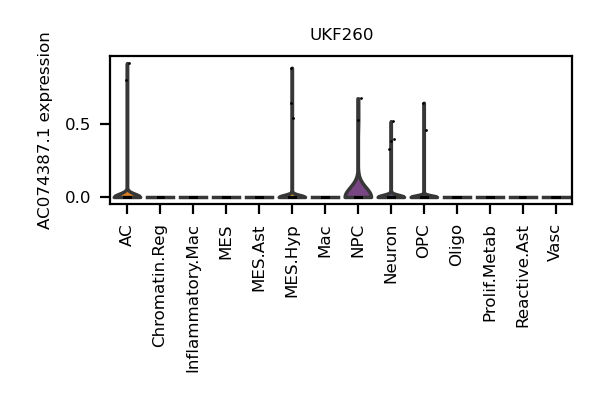 UKF260
AC074387.1 expression
0.5
0.0
AC
Chromatin.Reg
Inflammatory.Mac
MES
MES.Ast
MES.Hyp
Mac
NPC
Neuron
OPC
Oligo
Prolif.Metab
Reactive.Ast
Vasc